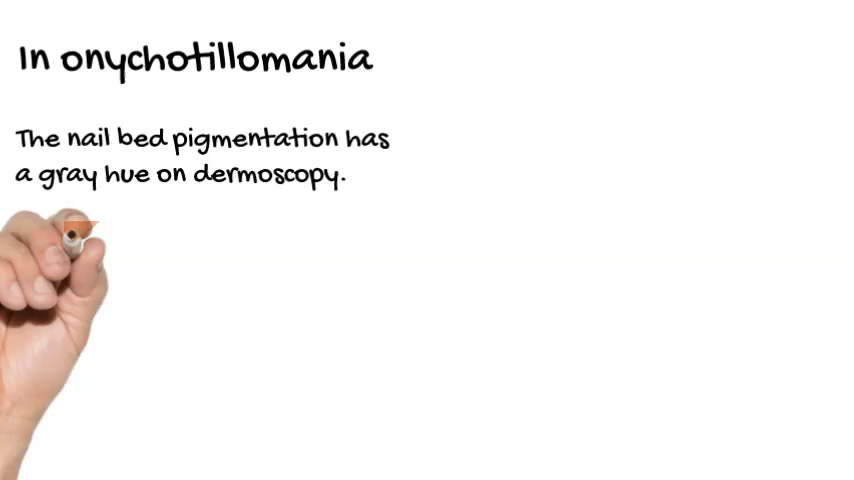 In onychotillomania
The nail bed pigmentation has
a gray hue on dermoscopy.